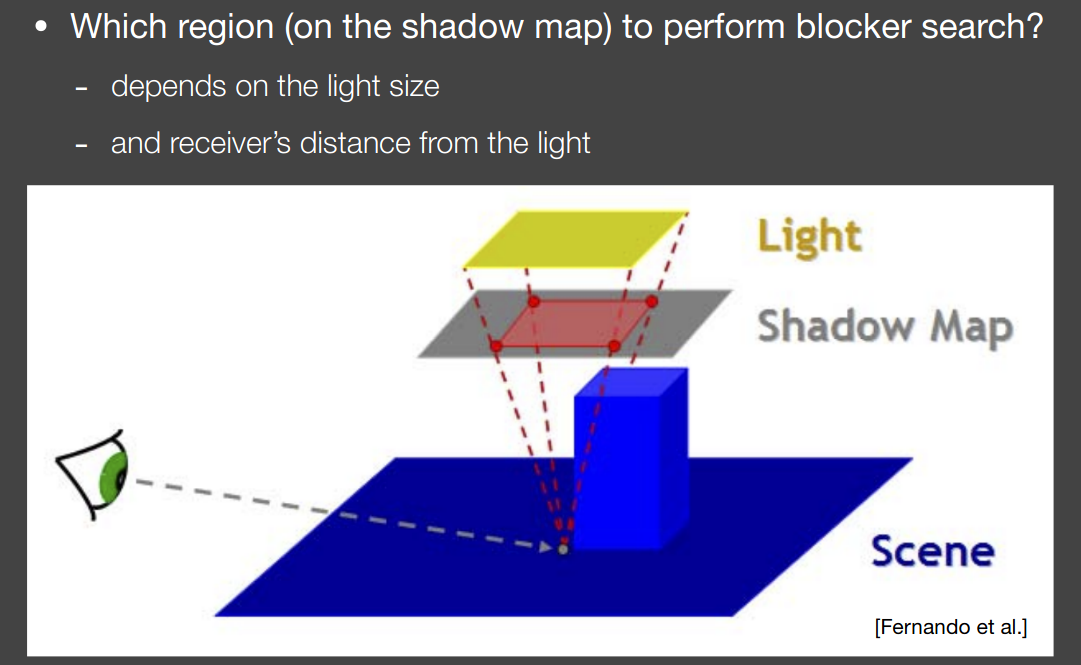 • Which region (on the shadow map) to perform blocker search?
- depends on the light size
- and receiver's distance from the light
Light
Shadow Map
Scene
[Fernando et al.]